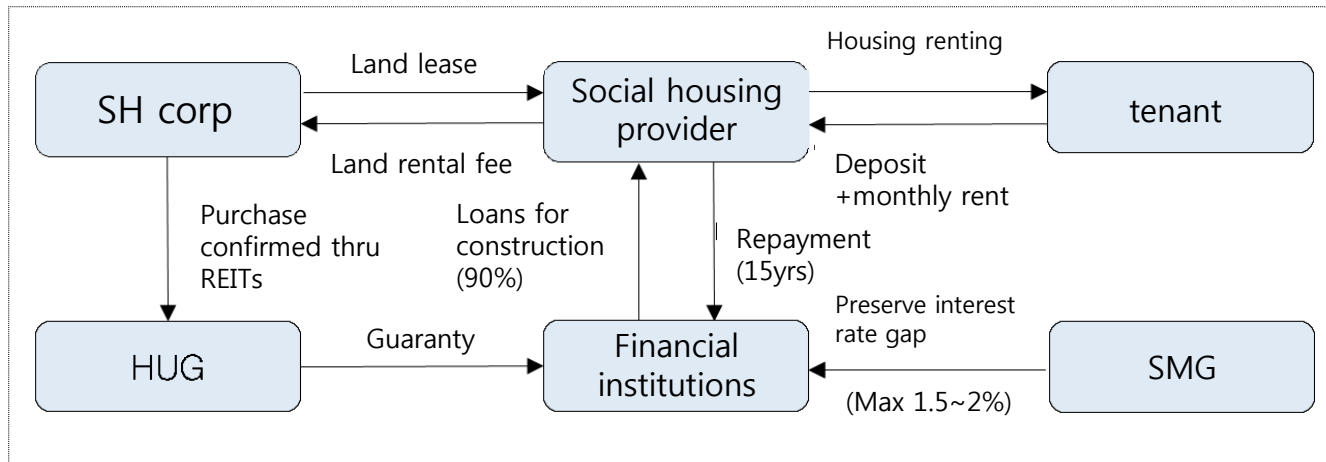 Housing renting
Land lease
SH corp
Social housing
provider
tenant
Land rental fee
Deposit
+monthly rent
Purchase
confirmed thru
REITs
Loans for
construction
(90%)
Repayment
(15yrs)
Preserve interest
rate gap
Guaranty
HUG
Financial
institutions
SMG
(Max 1.5~2%)